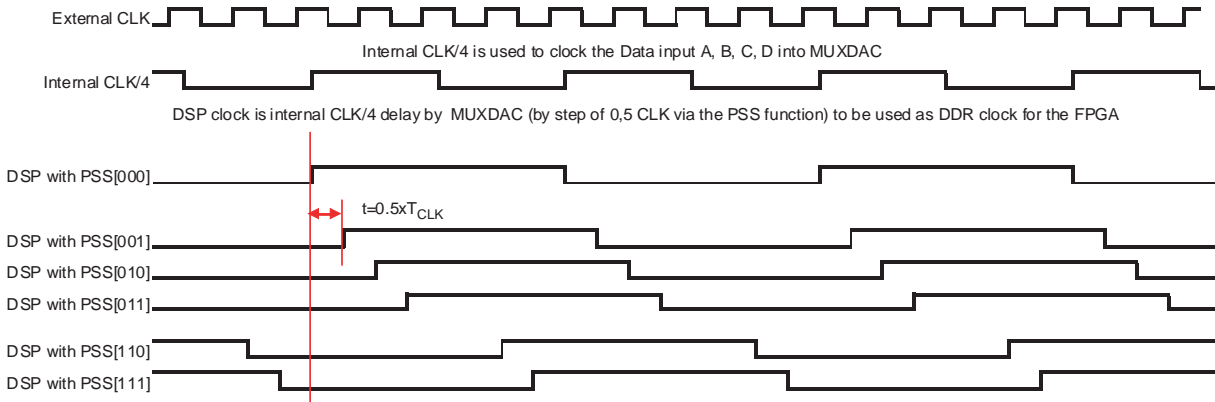 External CLK
Internal CLK/4 is used to clock the Data input A, B, C, D into MUXDAC
Internal CLK/4
DSP clock is internal CLK/4 delay by MUXDAC (by step of 0,5 CLK via the PSS function) to be used as DDR clock for the FPGA
DSP with PSS[000]
t=0.5xTCLK
DSP with PSS[001]
DSP with PSS[010]
DSP with PSS[011]
DSP with PSS[110]
DSP with PSS[111]